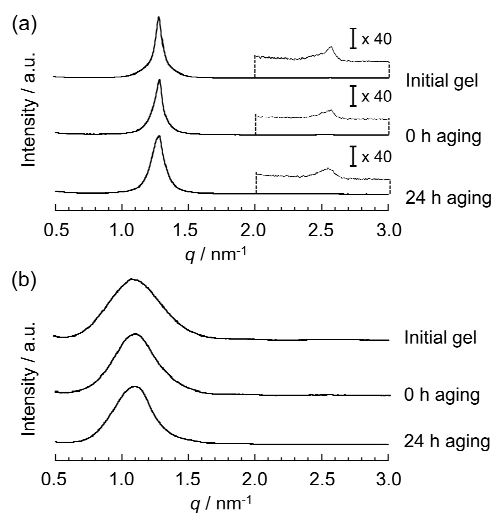 (a)
x 40
Initial gel
x 40
0 h aging
x 40
24 h aging
Intensity / a.u.
0.5 1.0 1.5 2.0 2.5 3.0
q / nm⁻¹
(b)
Initial gel
0 h aging
24 h aging
Intensity / a.u.
0.5 1.0 1.5 2.0 2.5 3.0
q / nm⁻¹